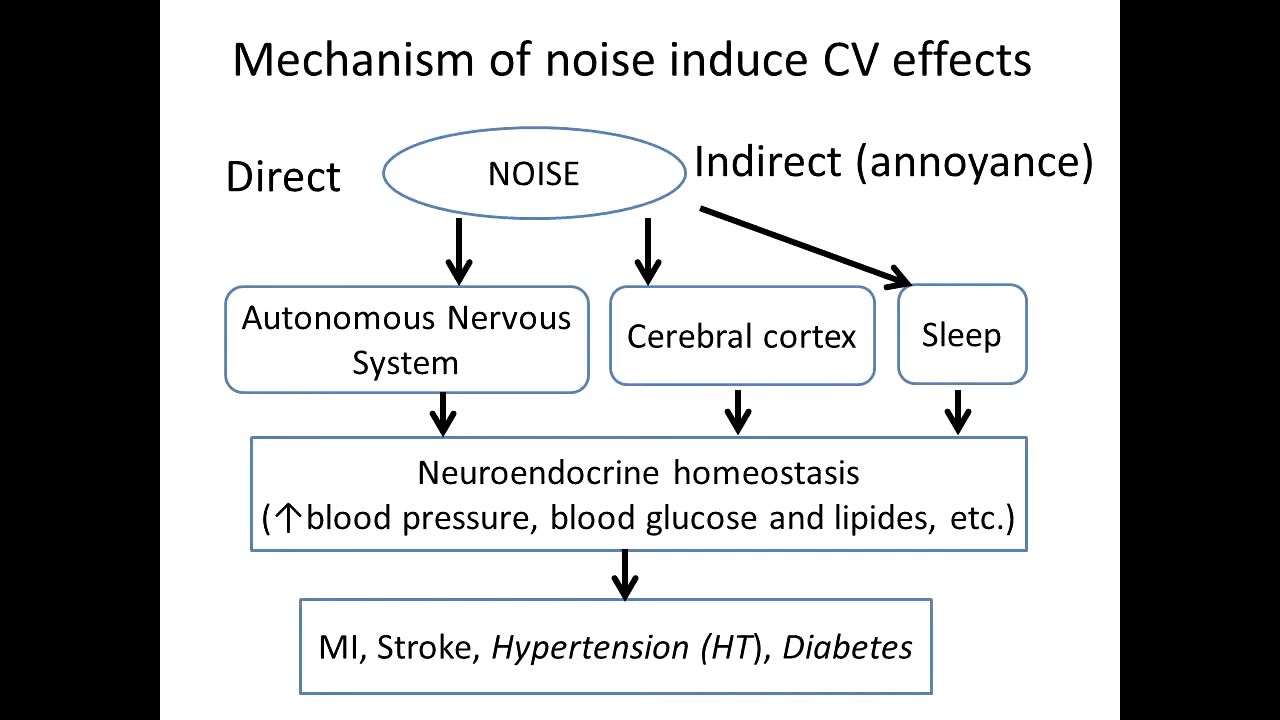 Mechanism of noise induce CV effects
Direct
NOISE
Indirect (annoyance)
Autonomous Nervous
System
Cerebral cortex
Sleep
Neuroendocrine homeostasis
(↑blood pressure, blood glucose and lipides, etc.)
MI, Stroke, Hypertension (HT), Diabetes